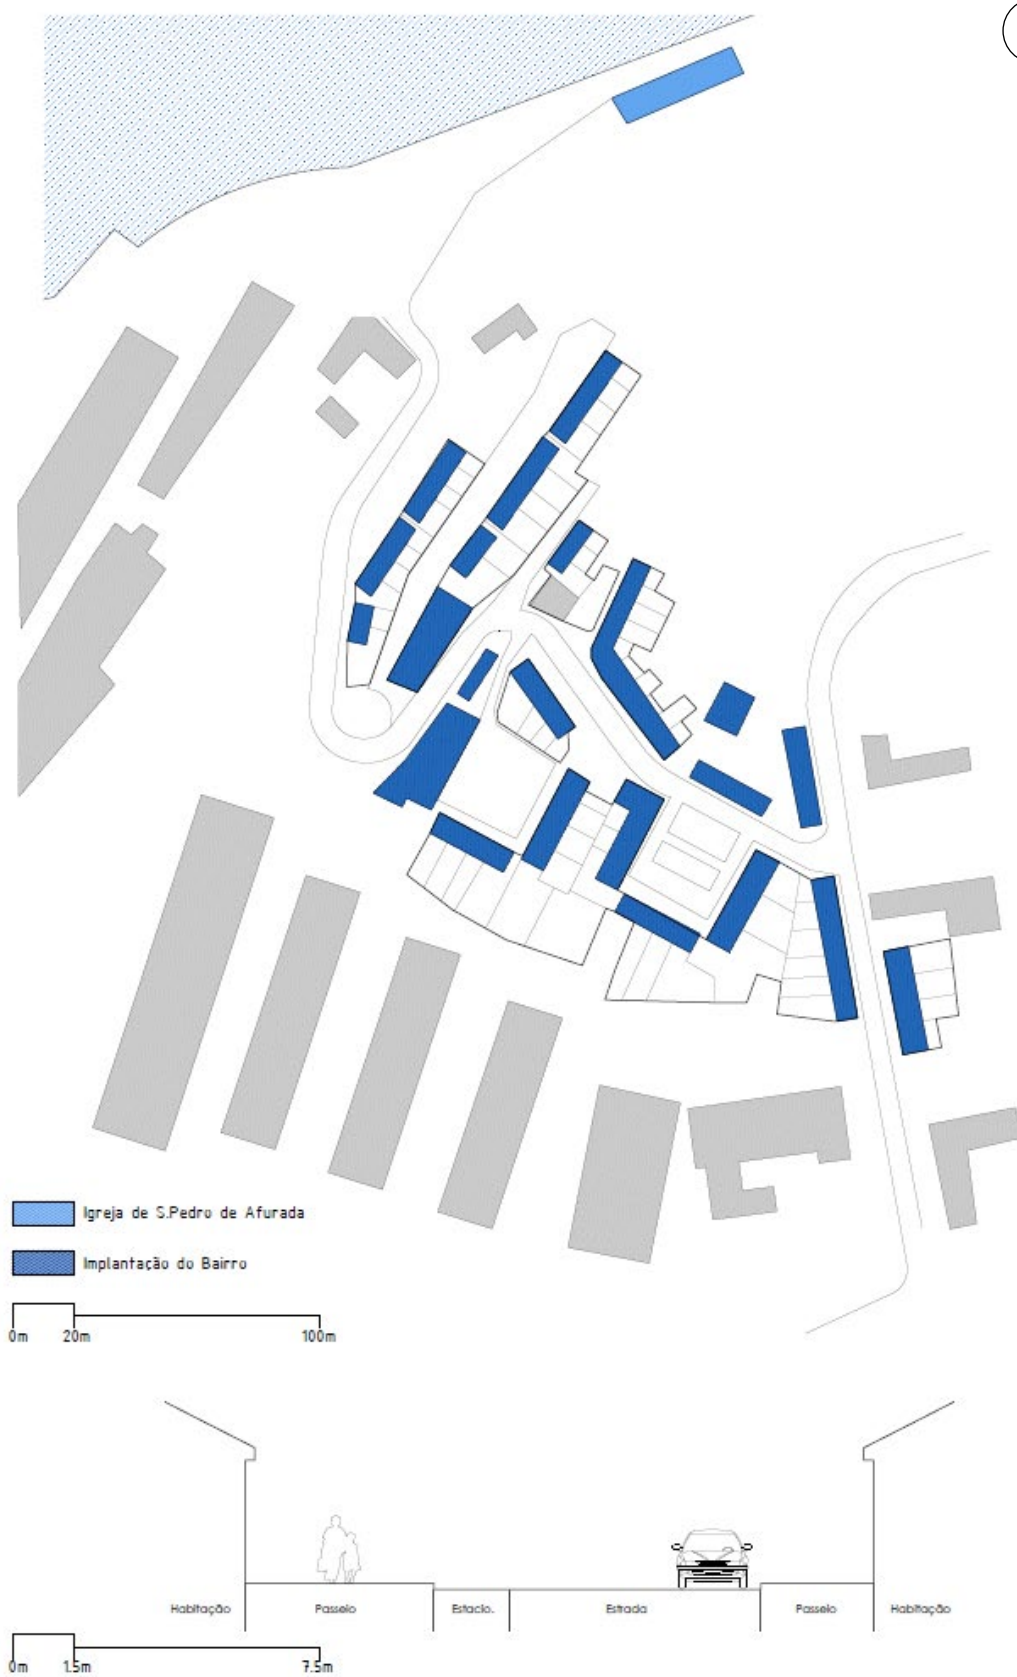 Igreja de S.Pedro de Afurada
Implantação do Bairro
0m 20m 100m
Habitação Passeio Estacio. Estrada Passeio Habitação
0m 1.5m 7.5m